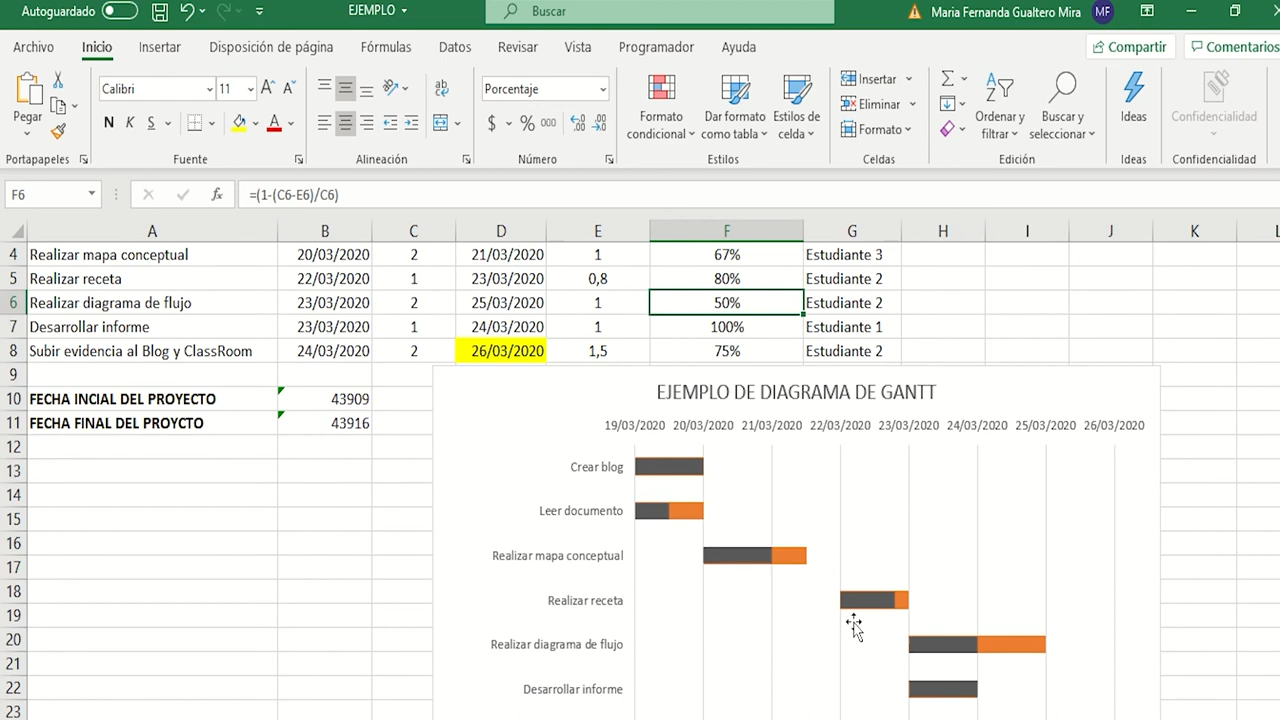 Autoguardado EJEMPLO Buscar Maria Fernanda Gualtero Mira MF
Archivo Inicio Insertar Disposición de página Fórmulas Datos Revisar Vista Programador Ayuda Compartir Comentarios
Pegar Calibri 11 Porcentaje Formato condicional Dar formato como tabla Estilos de celda Insertar Eliminar Formato Ordenar y filtrar Buscar y seleccionar Ideas Confidencialidad
N K S A $ % 000
Portapapeles Fuente Alineación Número Estilos Celdas Edición Ideas Confidencialidad
F6 fx =(1-(C6-E6)/C6)
A B C D E F G H I J K L
4 Realizar mapa conceptual 20/03/2020 2 21/03/2020 1 67% Estudiante 3
5 Realizar receta 22/03/2020 1 23/03/2020 0,8 80% Estudiante 2
6 Realizar diagrama de flujo 23/03/2020 2 25/03/2020 1 50% Estudiante 2
7 Desarrollar informe 23/03/2020 1 24/03/2020 1 100% Estudiante 1
8 Subir evidencia al Blog y ClassRoom 24/03/2020 2 26/03/2020 1,5 75% Estudiante 2
9
10 FECHA INCIAL DEL PROYECTO 43909
11 FECHA FINAL DEL PROYCTO 43916
12
13
14
15
16
17
18
19
20
21
22
23
EJEMPLO DE DIAGRAMA DE GANTT
19/03/2020 20/03/2020 21/03/2020 22/03/2020 23/03/2020 24/03/2020 25/03/2020 26/03/2020
Crear blog
Leer documento
Realizar mapa conceptual
Realizar receta
Realizar diagrama de flujo
Desarrollar informe